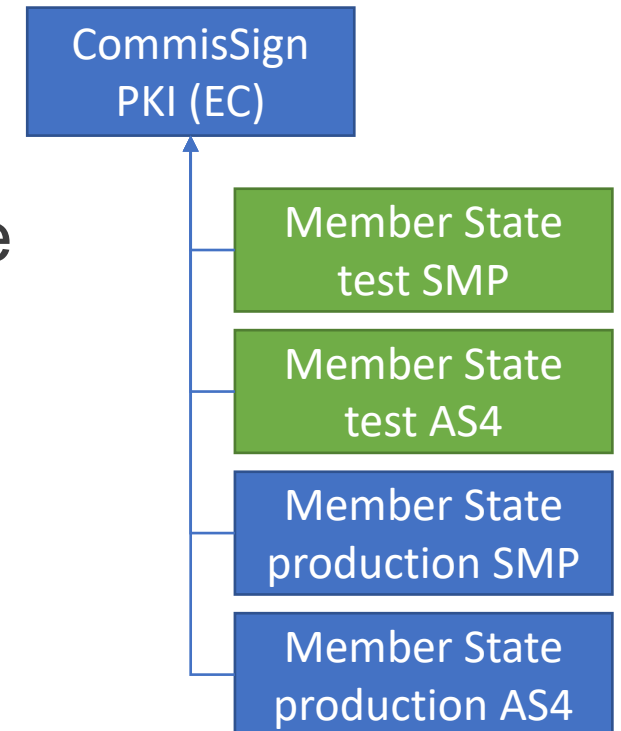 CommisSign
PKI (EC)
e
Member State
test SMP
Member State
test AS4
Member State
production SMP
Member State
production AS4